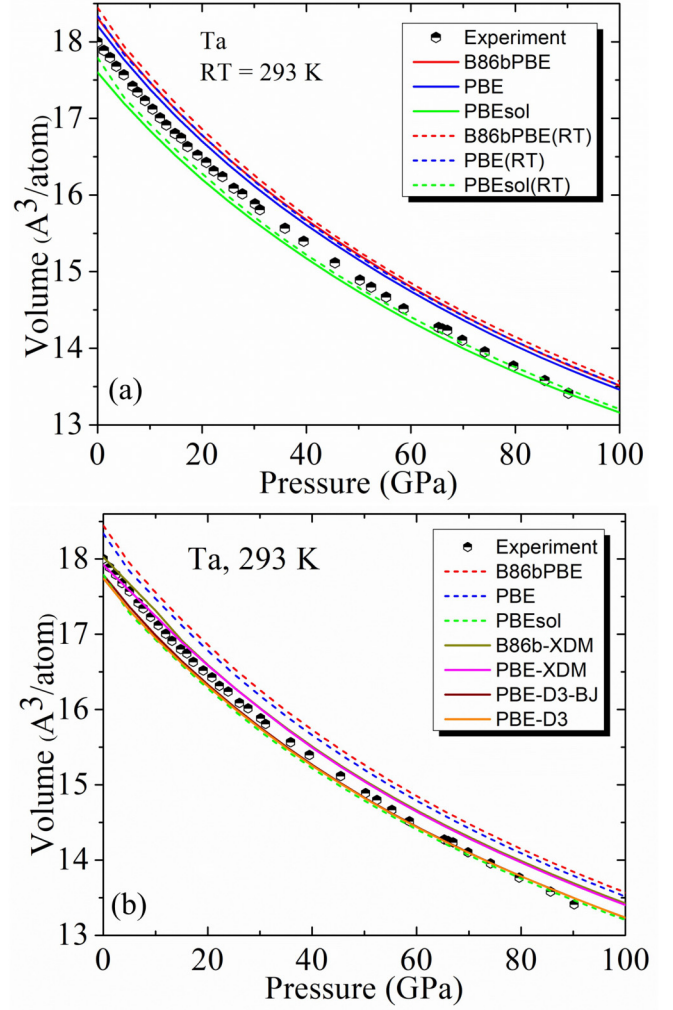 Ta
RT = 293 K
Experiment
B86bPBE
PBE
PBEsol
B86bPBE(RT)
PBE(RT)
PBEsol(RT)
18
17
16
15
14
13
Volume (A³/atom)
(a)
0
20
40
60
80
100
Pressure (GPa)
Ta, 293 K
Experiment
B86bPBE
PBE
PBEsol
B86b-XDM
PBE-XDM
PBE-D3-BJ
PBE-D3
18
17
16
15
14
13
Volume (A³/atom)
(b)
0
20
40
60
80
100
Pressure (GPa)